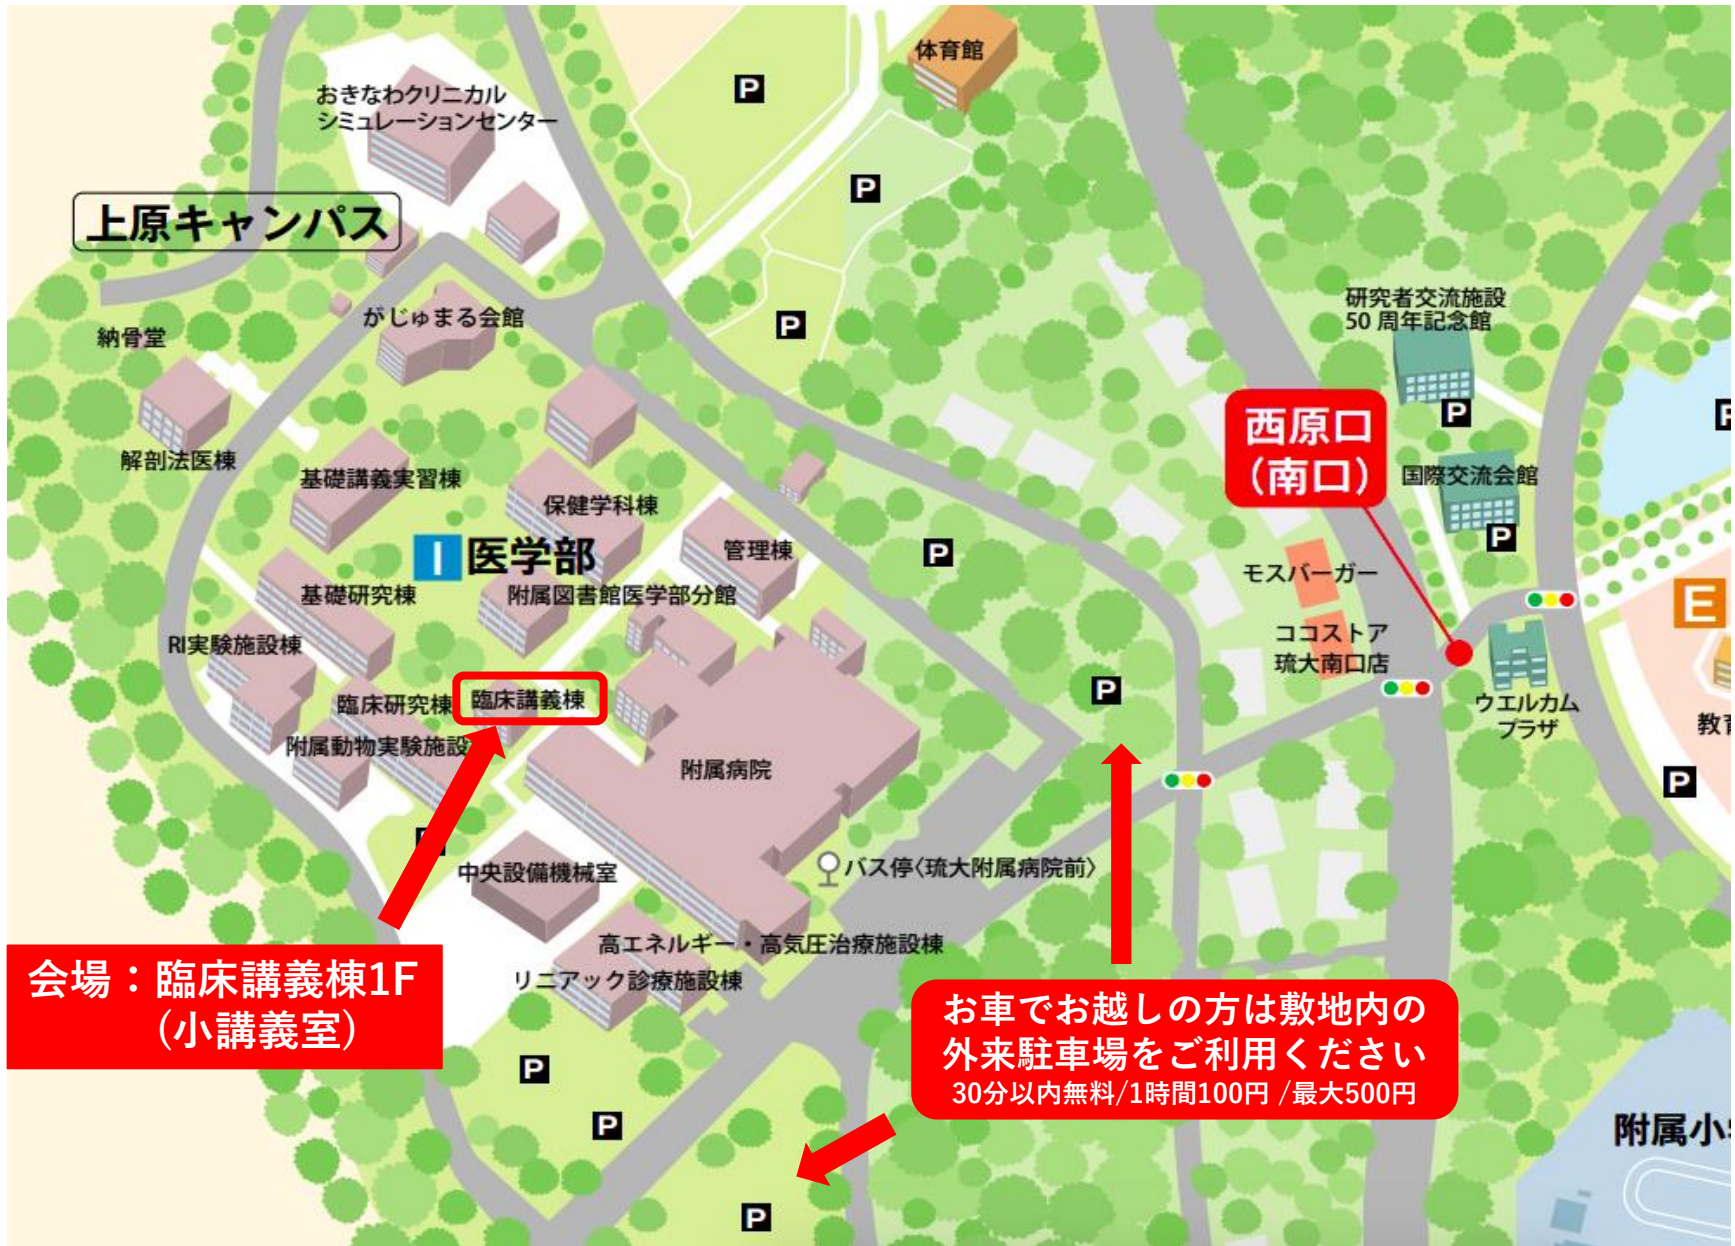 体育館
P
おきなわクリニカル
シミュレーションセンター
P
上原キャンパス
研究者交流施設
50 周年記念館
がじゅまる会館
P
納骨堂
P
西原口
(南口)
国際交流会館
解剖法医棟
基礎講義実習棟
保健学科棟
P
管理棟
P
I 医学部
モスバーガー
基礎研究棟
附属図書館医学部分館
E
ココストア
琉大南口店
RI実験施設棟
P
臨床研究棟
臨床講義棟
ウエルカム
プラザ
教育
附属動物実験施設
附属病院
P
中央設備機械室
バス停〈琉大附属病院前〉
高エネルギー・高気圧治療施設棟
リニアック診療施設棟
会場：臨床講義棟1F
(小講義室)
お車でお越しの方は敷地内の
外来駐車場をご利用ください
30分以内無料/1時間100円 /最大500円
P
P
附属小
P